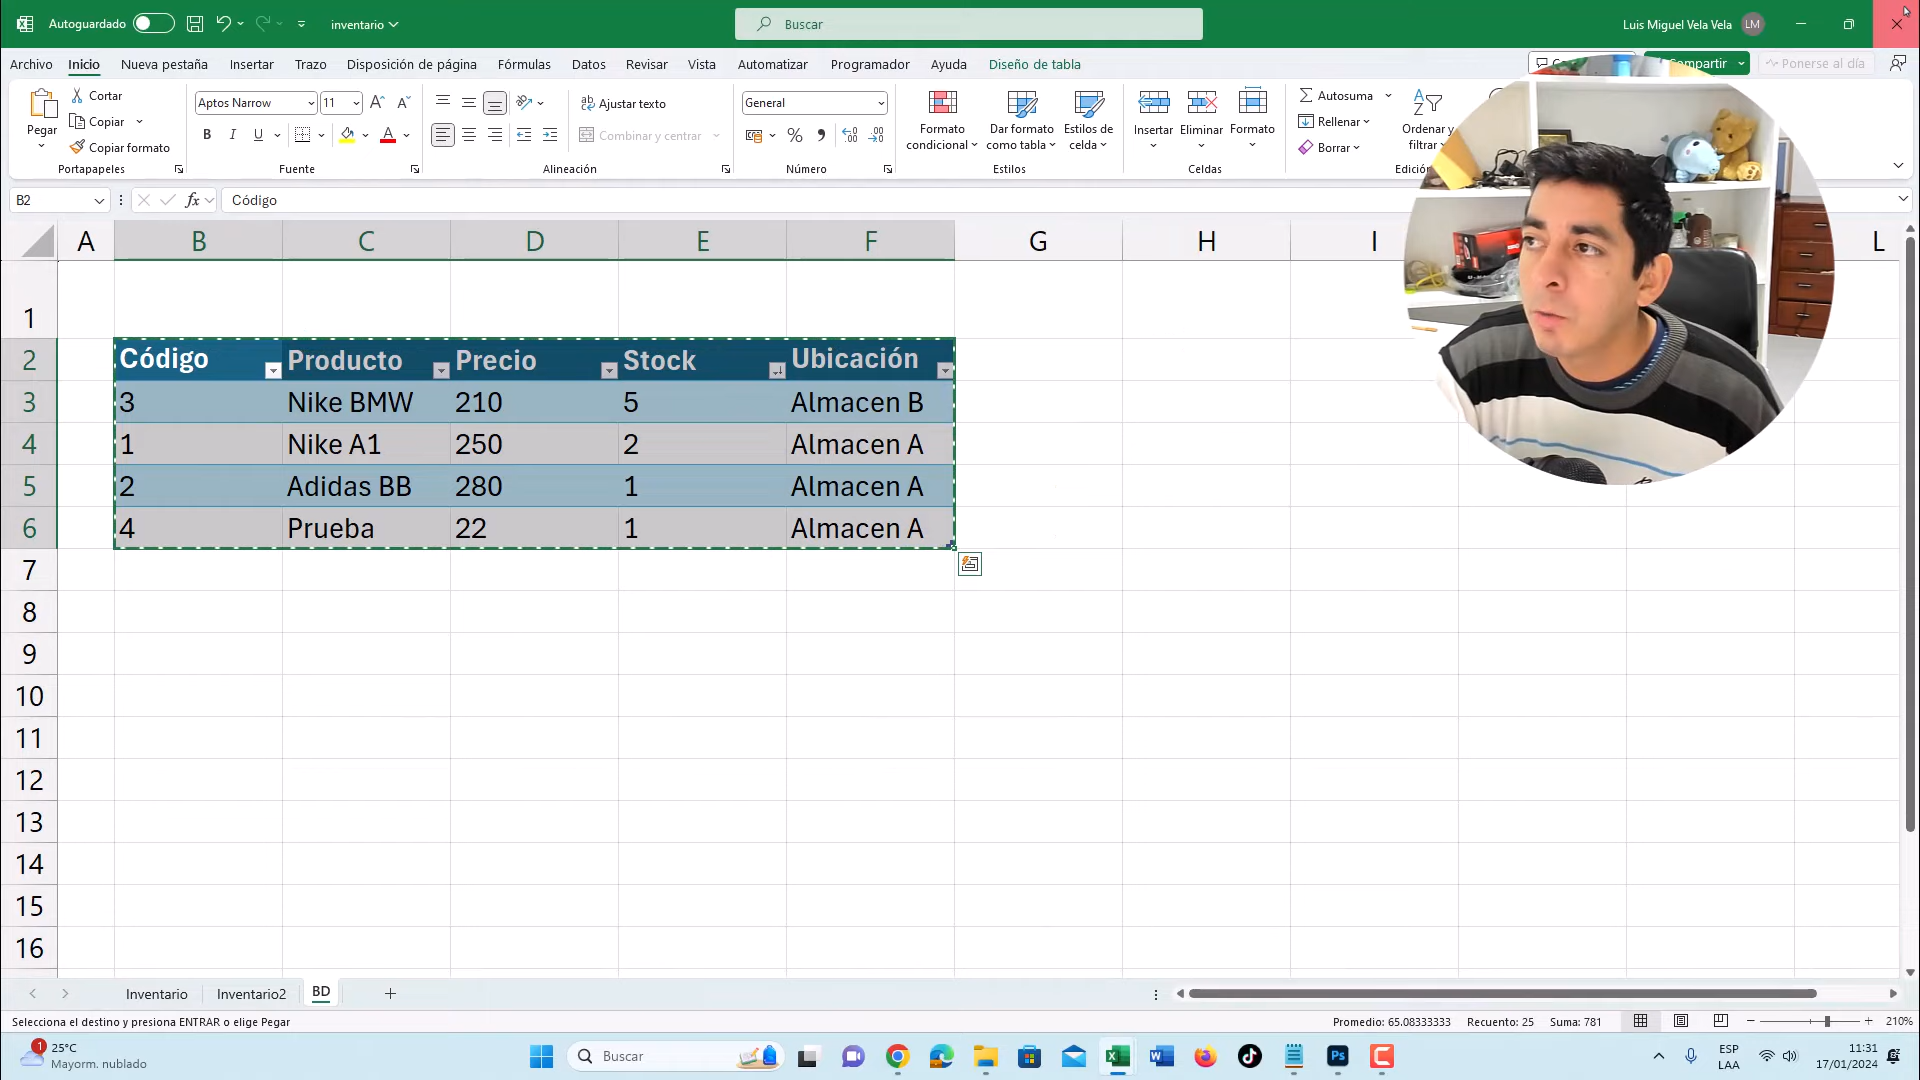 Autoguardado
inventario
Buscar
Luis Miguel Vela Vela
LM
Archivo
Inicio
Nueva pestaña
Insertar
Trazo
Disposición de página
Fórmulas
Datos
Revisar
Vista
Automatizar
Programador
Ayuda
Diseño de tabla
Ponerse al día
Pegar
Cortar
Copiar
Copiar formato
Portapapeles
Aptos Narrow
11
Fuente
Ajustar texto
Combinar y centrar
Alineación
General
Número
Formato
condicional
Dar formato
como tabla
Estilos de
celda
Estilos
Insertar
Eliminar
Formato
Celdas
Autosuma
Rellenar
Borrar
Ordenar y
filtrar
B2
Código
A B C D E F G H I L
1
2 Código Producto Precio Stock Ubicación
3 3 Nike BMW 210 5 Almacen B
4 1 Nike A1 250 2 Almacen A
5 2 Adidas BB 280 1 Almacen A
6 4 Prueba 22 1 Almacen A
7
8
9
10
11
12
13
14
15
16
Inventario
Inventario2
BD
Selecciona el destino y presiona ENTRAR o elige Pegar
Promedio: 65.08333333
Recuento: 25
Suma: 781
210%
1
25°C
Mayorm. nublado
Buscar
ESP
LAA
11:31
17/01/2024